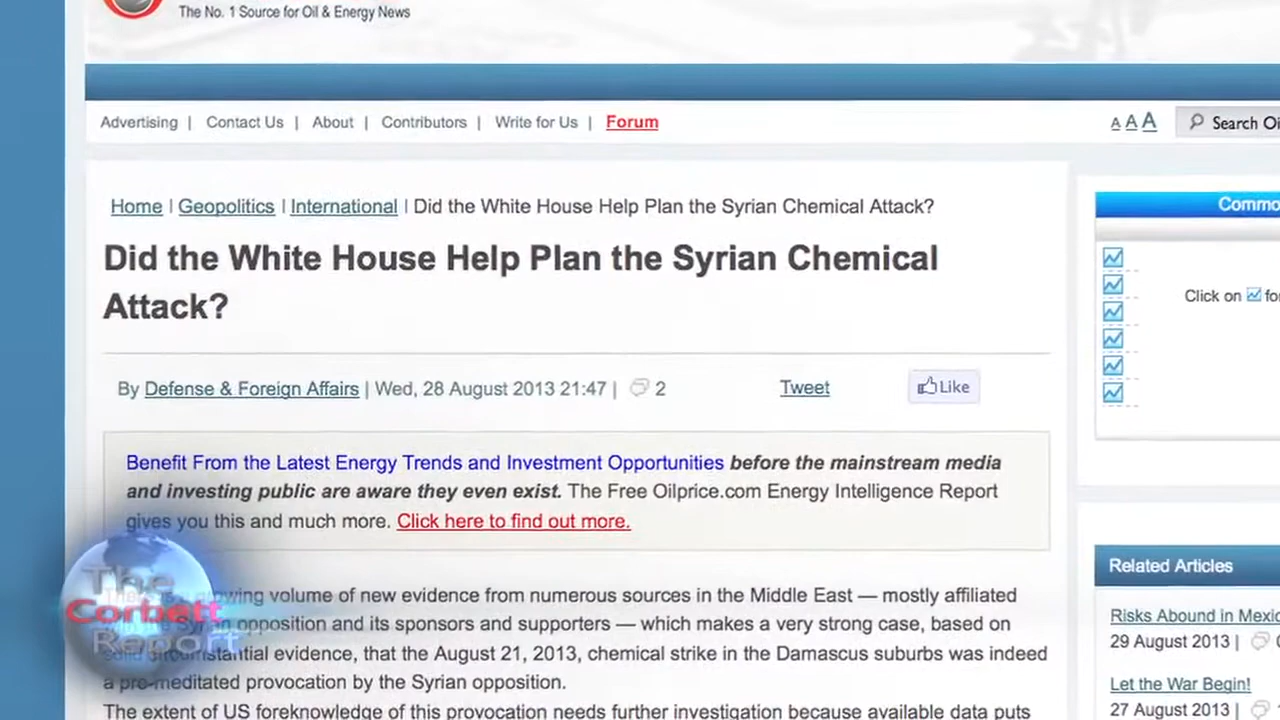 The No. 1 Source for Oil & Energy News
Advertising | Contact Us | About | Contributors | Write for Us | Forum
A A A
Search Oi
Home | Geopolitics | International | Did the White House Help Plan the Syrian Chemical Attack?
Did the White House Help Plan the Syrian Chemical
Attack?
By Defense & Foreign Affairs | Wed, 28 August 2013 21:47 | 2
Tweet
Like
Benefit From the Latest Energy Trends and Investment Opportunities before the mainstream media
and investing public are aware they even exist. The Free Oilprice.com Energy Intelligence Report
gives you this and much more. Click here to find out more.
growing volume of new evidence from numerous sources in the Middle East — mostly affiliated
Syrian opposition and its sponsors and supporters — which makes a very strong case, based on
solid circumstantial evidence, that the August 21, 2013, chemical strike in the Damascus suburbs was indeed
a pre-meditated provocation by the Syrian opposition.
The extent of US foreknowledge of this provocation needs further investigation because available data puts
The
Corbett
Report
Commo
Click on fo
Related Articles
Risks Abound in Mexic
29 August 2013 |
Let the War Begin!
27 August 2013 |